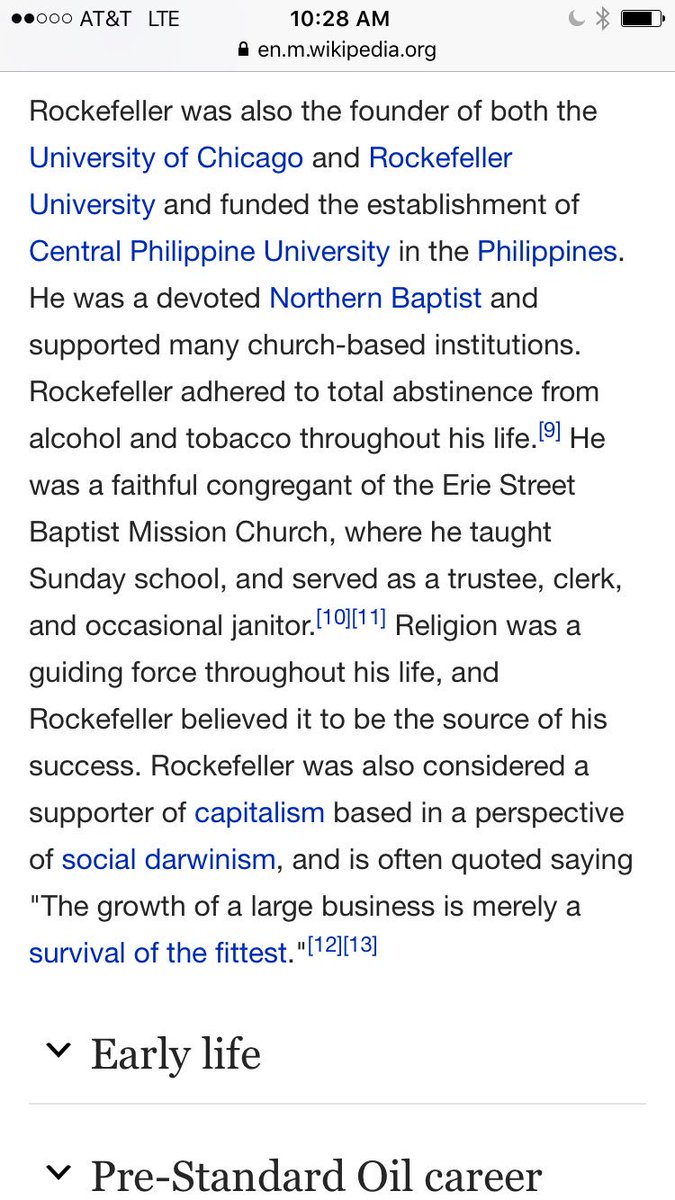 AT&T LTE 10:28 AM
en.m.wikipedia.org
Rockefeller was also the founder of both the
University of Chicago and Rockefeller
University and funded the establishment of
Central Philippine University in the Philippines.
He was a devoted Northern Baptist and
supported many church-based institutions.
Rockefeller adhered to total abstinence from
alcohol and tobacco throughout his life.[9] He
was a faithful congregant of the Erie Street
Baptist Mission Church, where he taught
Sunday school, and served as a trustee, clerk,
and occasional janitor.[10][11] Religion was a
guiding force throughout his life, and
Rockefeller believed it to be the source of his
success. Rockefeller was also considered a
supporter of capitalism based in a perspective
of social darwinism, and is often quoted saying
"The growth of a large business is merely a
survival of the fittest."[12][13]
Early life
Pre-Standard Oil career